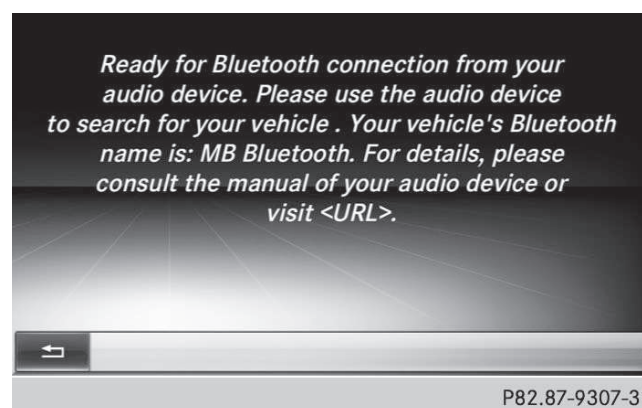 Ready for Bluetooth connection from your
audio device. Please use the audio device
to search for your vehicle . Your vehicle's Bluetooth
name is: MB Bluetooth. For details, please
consult the manual of your audio device or
visit <URL>.
P82.87-9307-3